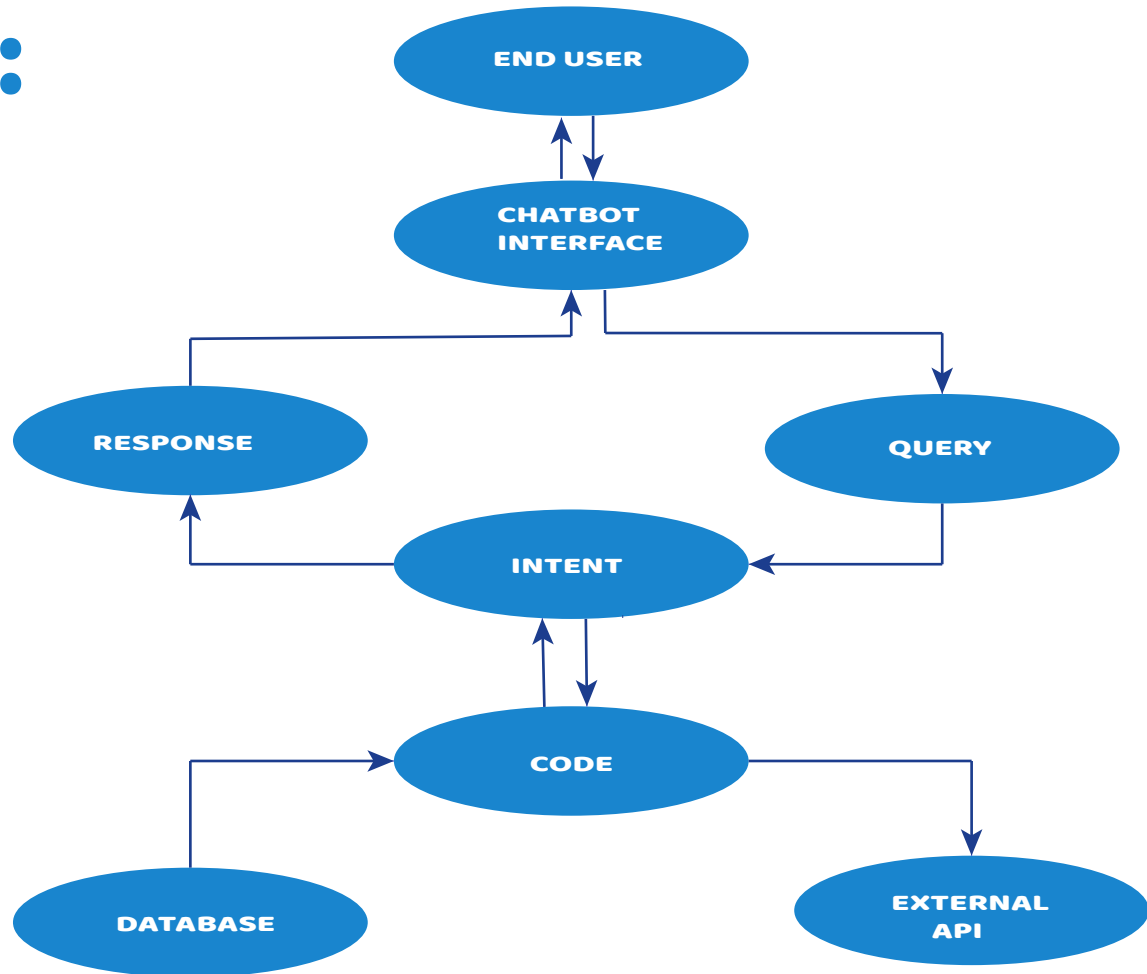 END USER
CHATBOT
INTERFACE
RESPONSE
QUERY
INTENT
CODE
DATABASE
EXTERNAL
API